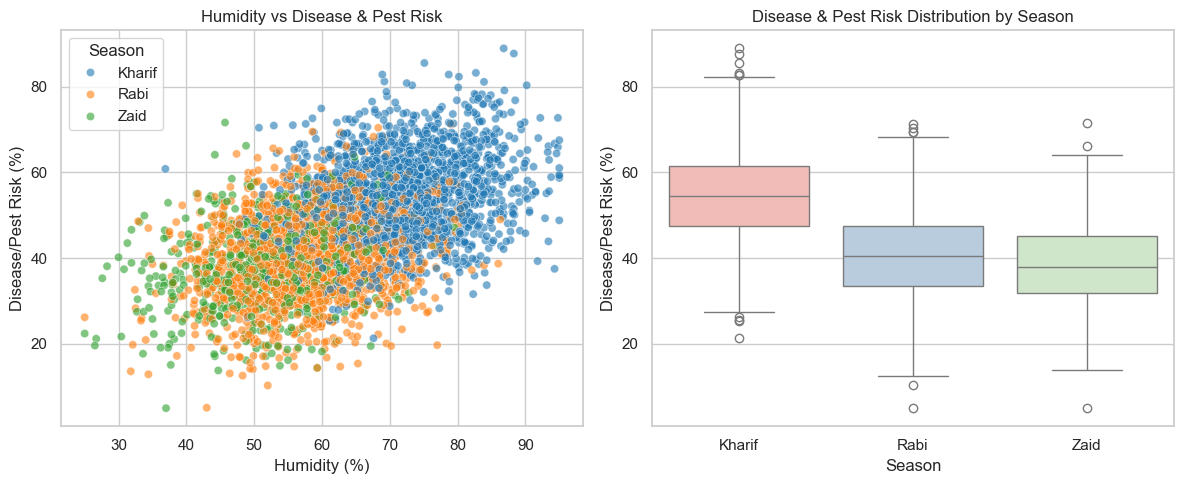 Humidity vs Disease & Pest Risk
Season
Kharif
Rabi
Zaid
Disease/Pest Risk (%)
80
60
40
20
30 40 50 60 70 80 90
Humidity (%)
Disease & Pest Risk Distribution by Season
Disease/Pest Risk (%)
80
60
40
20
Kharif Rabi Zaid
Season